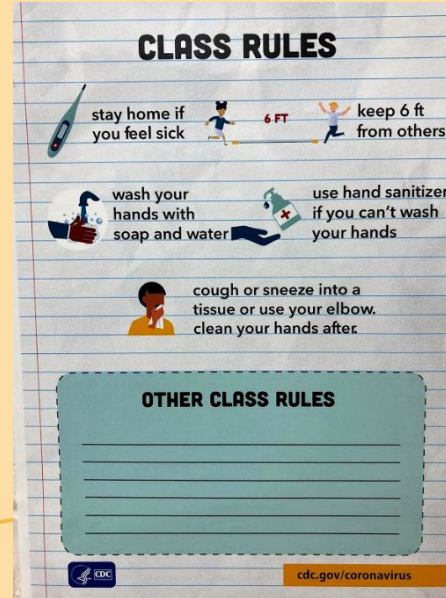 CLASS RULES
stay home if
you feel sick
6 FT
keep 6 ft
from others
wash your
hands with
soap and water
use hand sanitizer
if you can't wash
your hands
cough or sneeze into a
tissue or use your elbow.
clean your hands after.
OTHER CLASS RULES
CDC
cdc.gov/coronavirus